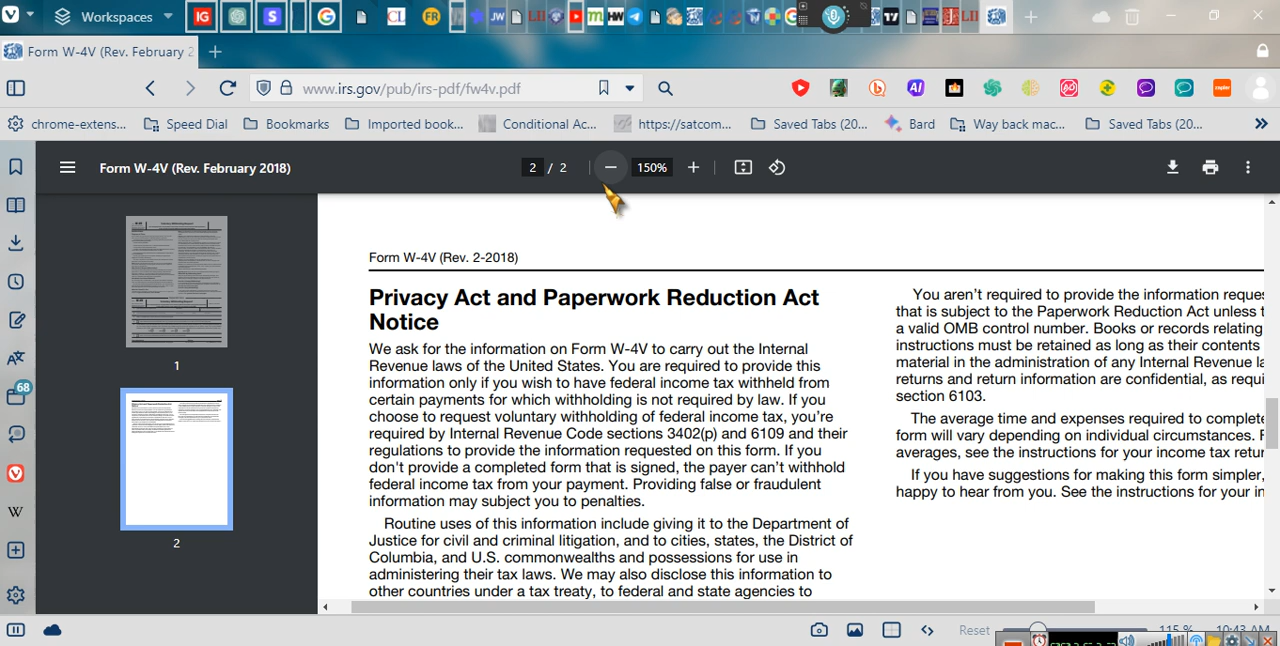 Workspaces
IG
S
CL
FR
JW
LII
HW
LII
Form W-4V (Rev. February 2
www.irs.gov/pub/irs-pdf/fw4v.pdf
AI
chrome-extens...
Speed Dial
Bookmarks
Imported book...
Conditional Ac...
https://satcom...
Saved Tabs (20...
Bard
Way back mac...
Saved Tabs (20...
Form W-4V (Rev. February 2018)
2 / 2
150%
1
2
68
W
Form W-4V (Rev. 2-2018)
Privacy Act and Paperwork Reduction Act
Notice
We ask for the information on Form W-4V to carry out the Internal
Revenue laws of the United States. You are required to provide this
information only if you wish to have federal income tax withheld from
certain payments for which withholding is not required by law. If you
choose to request voluntary withholding of federal income tax, you're
required by Internal Revenue Code sections 3402(p) and 6109 and their
regulations to provide the information requested on this form. If you
don't provide a completed form that is signed, the payer can't withhold
federal income tax from your payment. Providing false or fraudulent
information may subject you to penalties.
Routine uses of this information include giving it to the Department of
Justice for civil and criminal litigation, and to cities, states, the District of
Columbia, and U.S. commonwealths and possessions for use in
administering their tax laws. We may also disclose this information to
other countries under a tax treaty, to federal and state agencies to
You aren't required to provide the information reques
that is subject to the Paperwork Reduction Act unless t
a valid OMB control number. Books or records relating
instructions must be retained as long as their contents
material in the administration of any Internal Revenue la
returns and return information are confidential, as requi
section 6103.
The average time and expenses required to complete
form will vary depending on individual circumstances. F
averages, see the instructions for your income tax retur
If you have suggestions for making this form simpler,
happy to hear from you. See the instructions for your in
Reset
115 %
10:43 AM